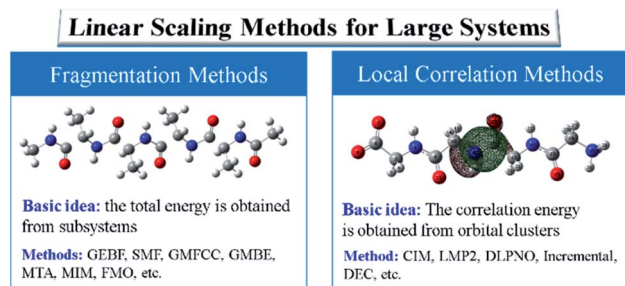 Linear Scaling Methods for Large Systems
Fragmentation Methods
Basic idea: the total energy is obtained
from subsystems
Methods: GEBF, SMF, GMFCC, GMBE,
MTA, MIM, FMO, etc.
Local Correlation Methods
Basic idea: The correlation energy
is obtained from orbital clusters
Method: CIM, LMP2, DLPNO, Incremental,
DEC, etc.